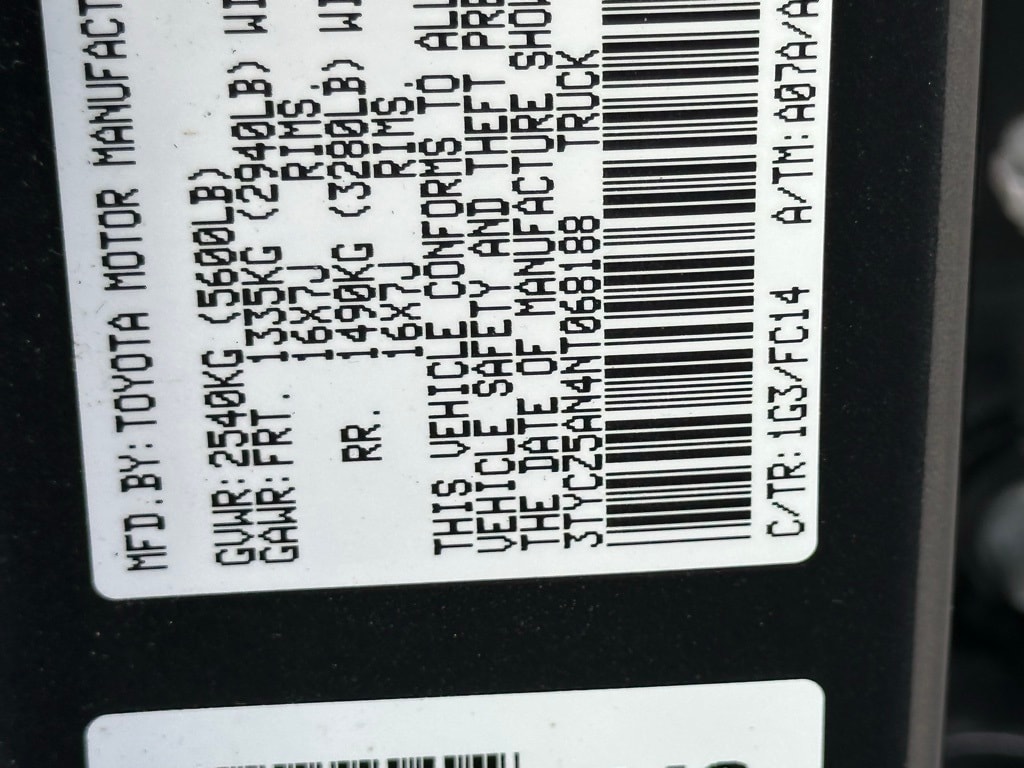 MFD.BY:TOYOTA MOTOR MANUFACT
GVWR:2540KG (5600LB)
GAWR:FRT. 1335KG (2940LB) WI
16X7J RIMS,
RR. 1490KG (3280LB) WI
16X7J RIMS,
THIS VEHICLE CONFORMS TO ALL
VEHICLE SAFETY AND THEFT PRE
THE DATE OF MANUFACTURE SHOW
3TYCZ5AN4NT068188 TRUCK
C/TR:1G3/FC14 A/TM:A07A/A